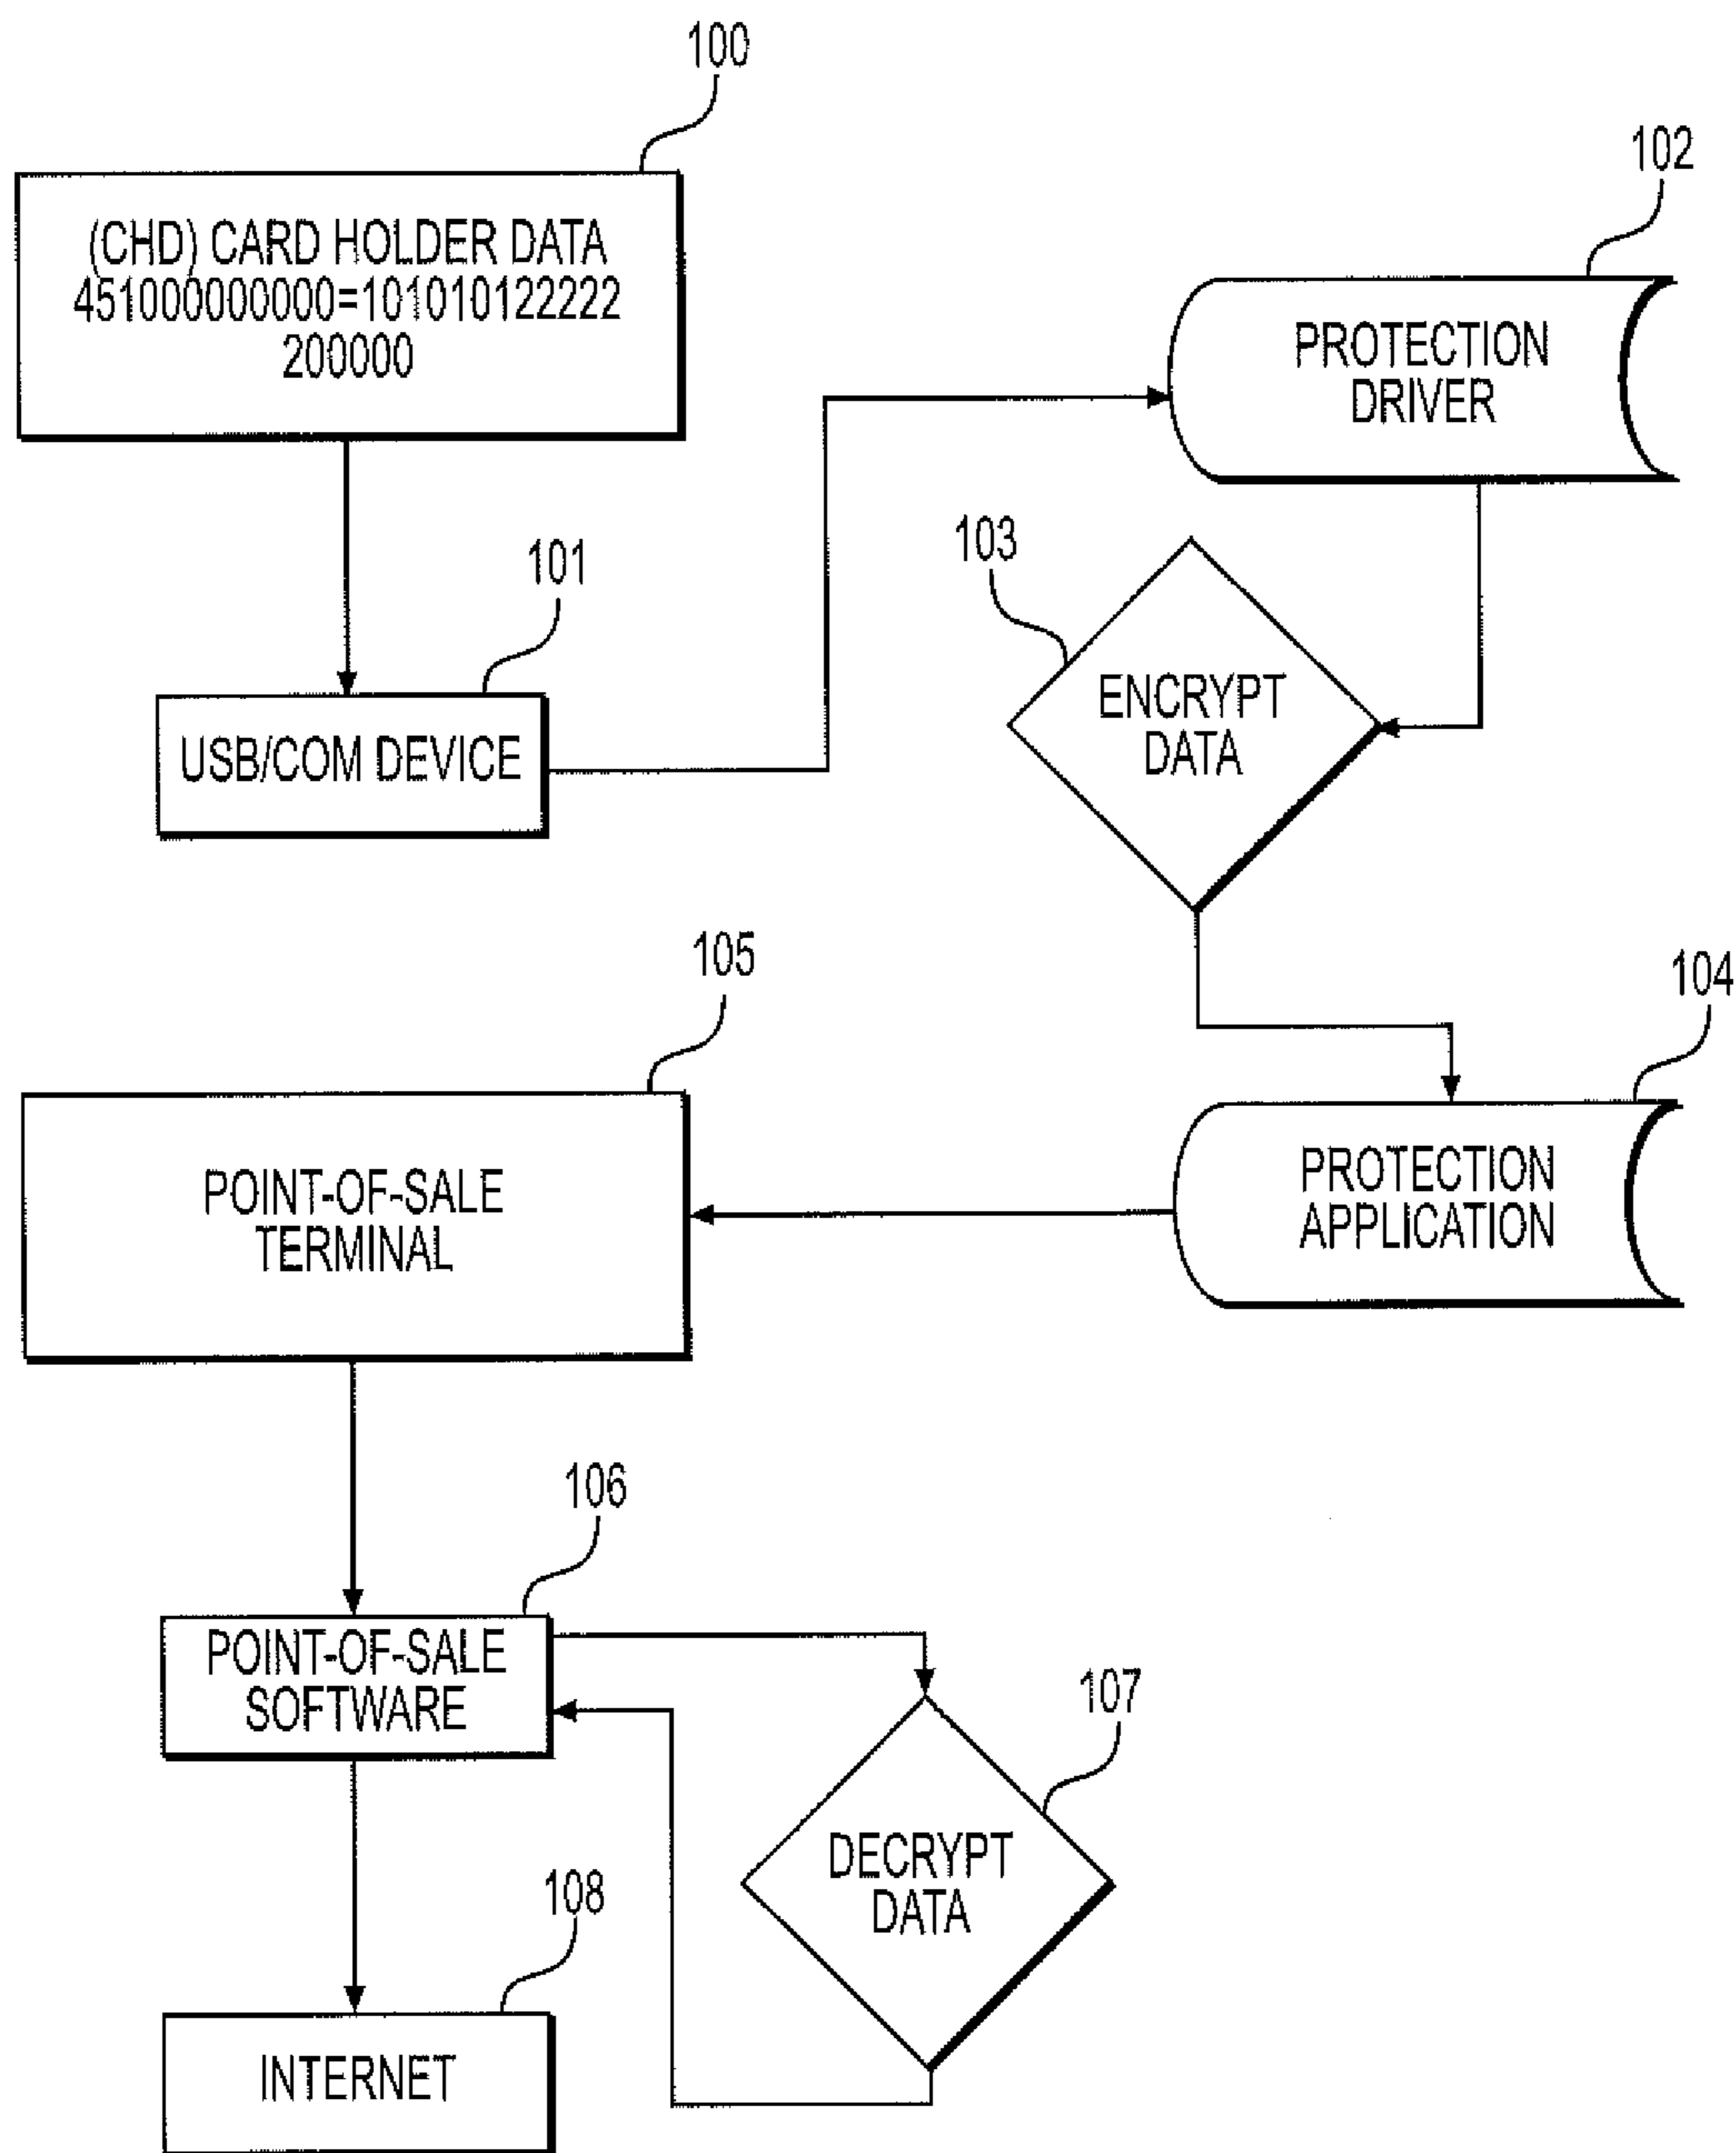 100
(CHD) CARD HOLDER DATA
451000000000=101010122222
200000
102
PROTECTION
DRIVER
101
USB/COM DEVICE
103
ENCRYPT
DATA
105
POINT-OF-SALE
TERMINAL
104
PROTECTION
APPLICATION
106
POINT-OF-SALE
SOFTWARE
107
DECRYPT
DATA
108
INTERNET